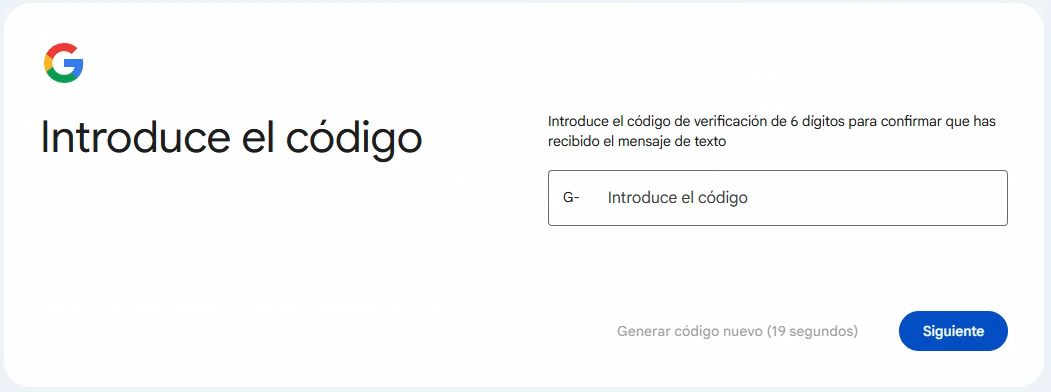 Introduce el código
Introduce el código de verificación de 6 dígitos para confirmar que has
recibido el mensaje de texto
G-
Introduce el código
Generar código nuevo (19 segundos)
Siguiente